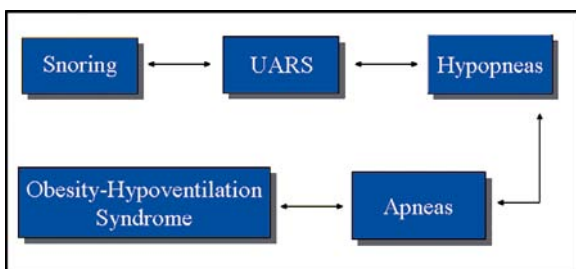 Snoring
UARS
Hypopneas
Obesity-Hypoventilation
Syndrome
Apneas